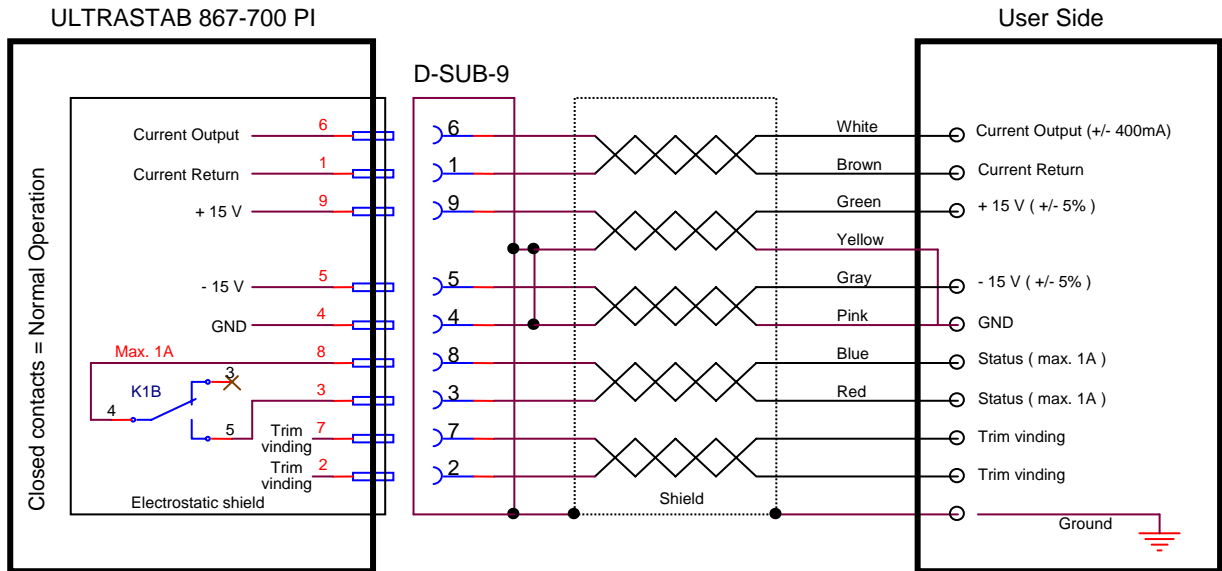 ULTRASTAB 867-700 PI
User Side
D-SUB-9
Closed contacts = Normal Operation
Current Output 6 6 White Current Output (+/- 400mA)
Current Return 1 1 Brown Current Return
+ 15 V 9 9 Green + 15 V ( +/- 5% )
Yellow
- 15 V 5 5 Gray - 15 V ( +/- 5% )
GND 4 4 Pink GND
Max. 1A 8 8 Blue Status ( max. 1A )
K1B 3 3 3 Red Status ( max. 1A )
4
5
Trim
vinding 7 7 Trim vinding
Trim
vinding 2 2 Trim vinding
Electrostatic shield
Shield
Ground